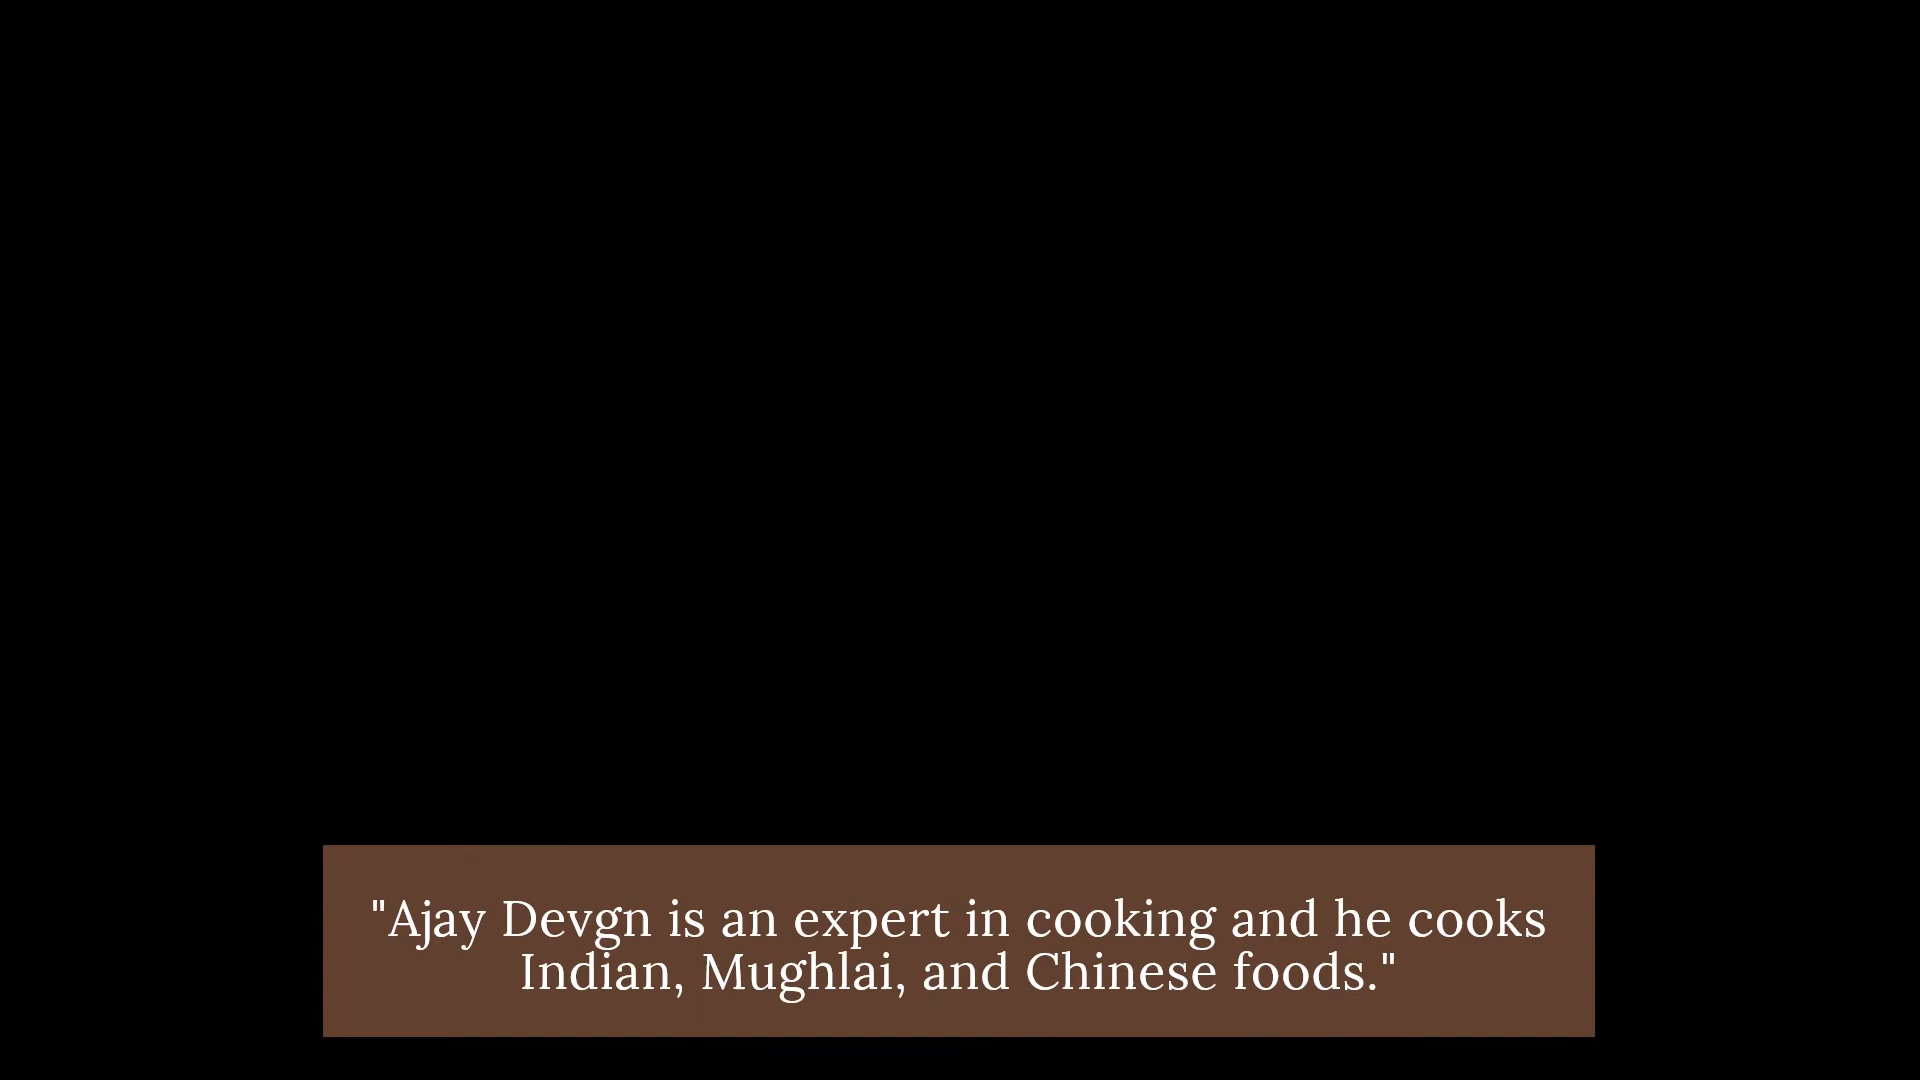 "Ajay Devgn is an expert in cooking and he cooks
Indian, Mughlai, and Chinese foods."